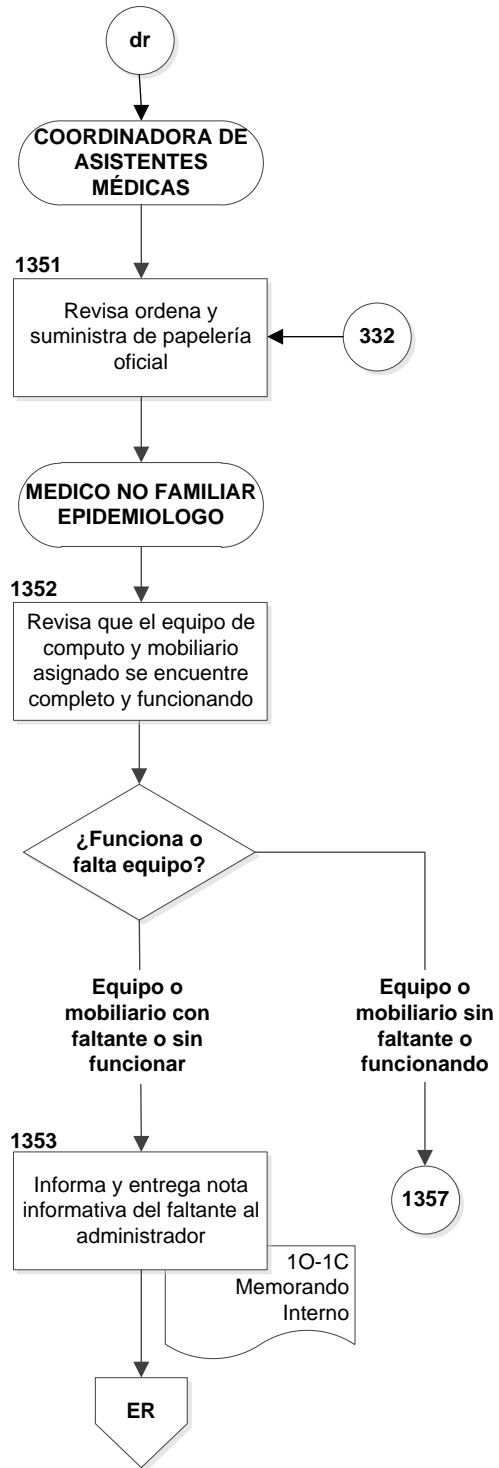 dr
COORDINADORA DE
ASISTENTES
MÉDICAS
1351
Revisa ordena y
suministra de papelería
oficial
332
MEDICO NO FAMILIAR
EPIDEMIOLOGO
1352
Revisa que el equipo de
computo y mobiliario
asignado se encuentre
completo y funcionando
¿Funciona o
falta equipo?
Equipo o
mobiliario con
faltante o sin
funcionar
Equipo o
mobiliario sin
faltante o
funcionando
1353
Informa y entrega nota
informativa del faltante al
administrador
1357
1O-1C
Memorando
Interno
ER